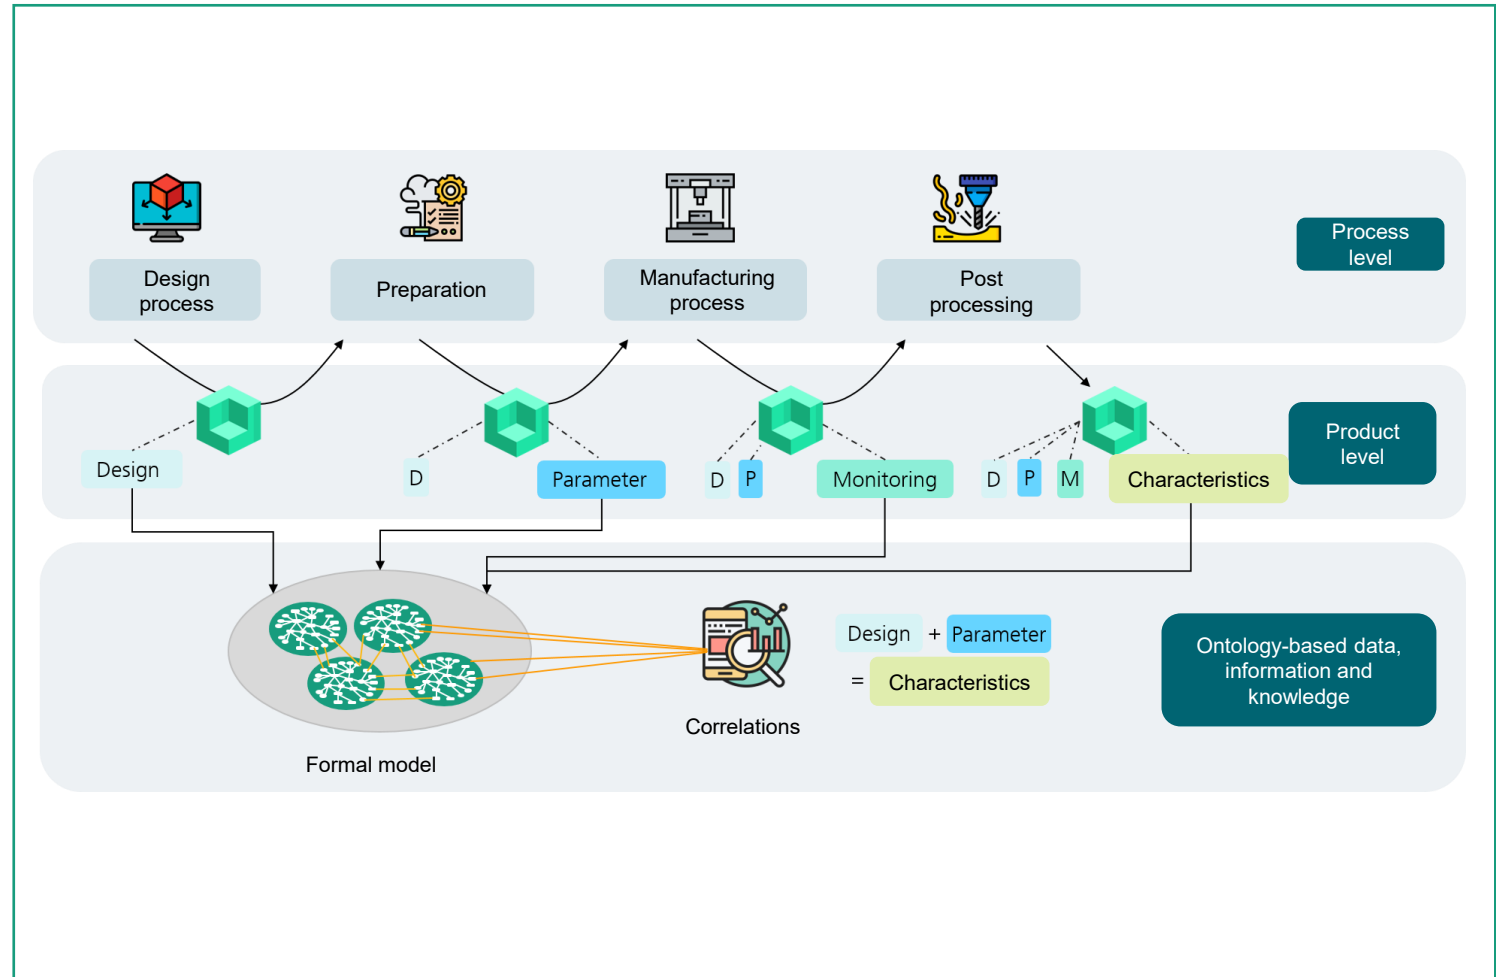 Design
process
Preparation
Manufacturing
process
Post
processing
Process
level
Design
D
Parameter
D
P
Monitoring
D
P
M
Characteristics
Product
level
Formal model
Correlations
Design + Parameter
= Characteristics
Ontology-based data,
information and
knowledge